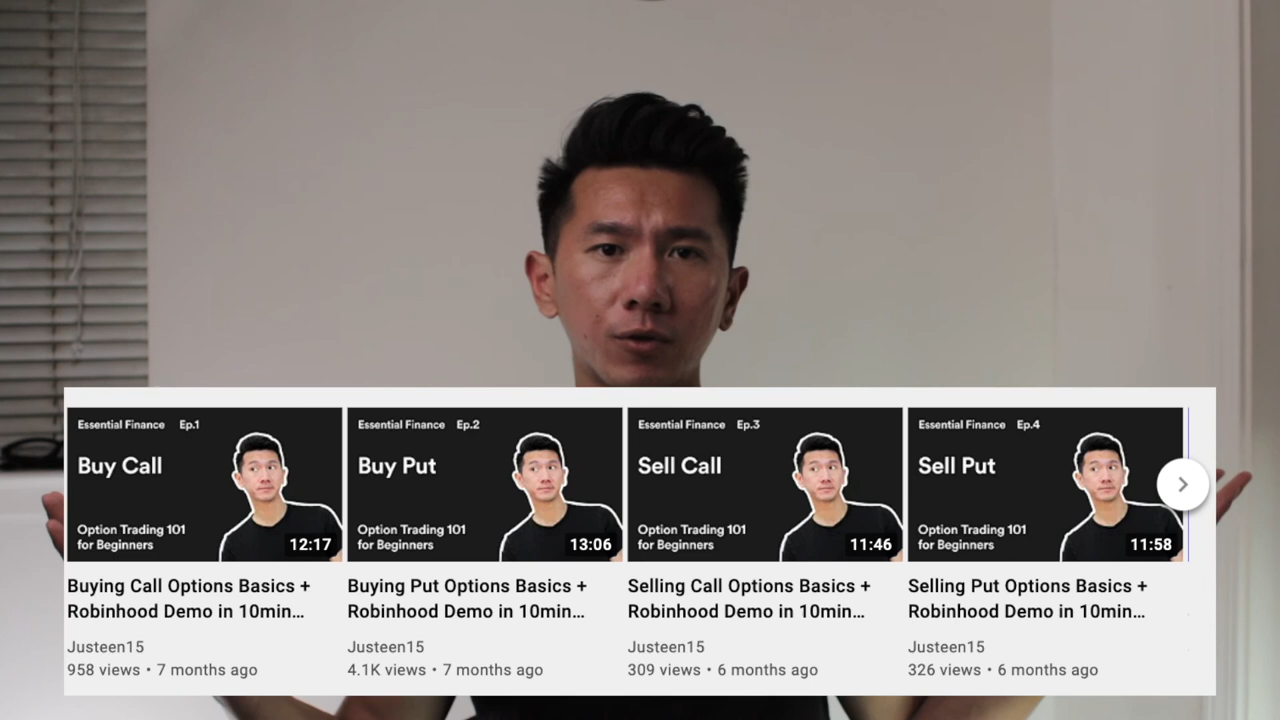 Essential Finance Ep.1
Buy Call
Option Trading 101
for Beginners
12:17
Buying Call Options Basics +
Robinhood Demo in 10min...
Justeen15
958 views • 7 months ago
Essential Finance Ep.2
Buy Put
Option Trading 101
for Beginners
13:06
Buying Put Options Basics +
Robinhood Demo in 10min...
Justeen15
4.1K views • 7 months ago
Essential Finance Ep.3
Sell Call
Option Trading 101
for Beginners
11:46
Selling Call Options Basics +
Robinhood Demo in 10min...
Justeen15
309 views • 6 months ago
Essential Finance Ep.4
Sell Put
Option Trading 101
for Beginners
11:58
Selling Put Options Basics +
Robinhood Demo in 10min...
Justeen15
326 views • 6 months ago